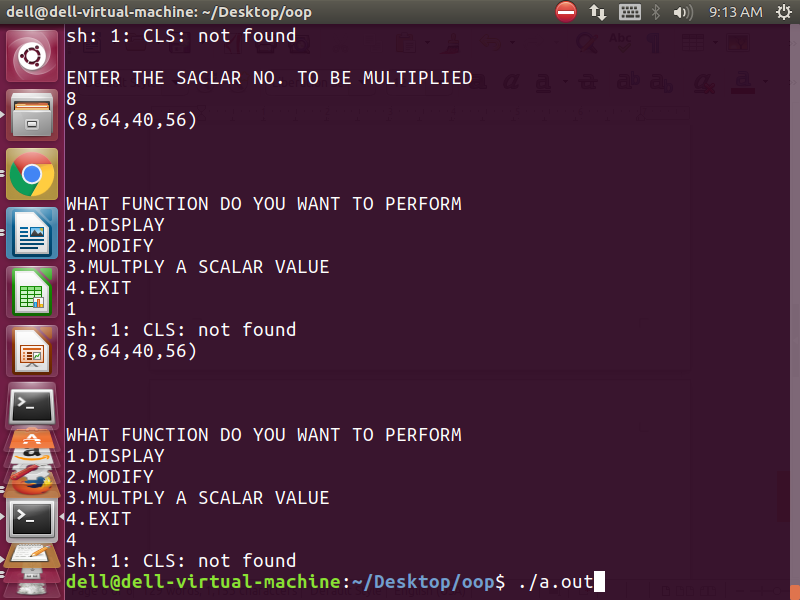 dell@dell-virtual-machine: ~/Desktop/oop
9:13 AM
sh: 1: CLS: not found
ENTER THE SACLAR NO. TO BE MULTIPLIED
8
(8,64,40,56)
WHAT FUNCTION DO YOU WANT TO PERFORM
1.DISPLAY
2.MODIFY
3.MULTPLY A SCALAR VALUE
4.EXIT
1
sh: 1: CLS: not found
(8,64,40,56)
WHAT FUNCTION DO YOU WANT TO PERFORM
1.DISPLAY
2.MODIFY
3.MULTPLY A SCALAR VALUE
4.EXIT
4
sh: 1: CLS: not found
dell@dell-virtual-machine:~/Desktop/oop$ ./a.out